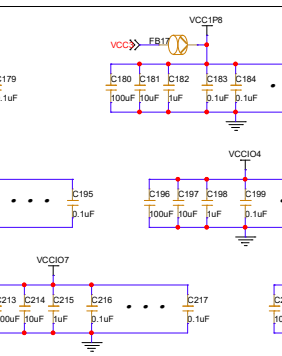 VCC1P8
VCC3 FB17
C179 C180 C181 C182 C183 C184
.1uF 100uF 10uF 1uF 0.1uF 0.1uF
VCCIO4
C195 C196 C197 C198 C199
0.1uF 100uF 10uF 1uF 0.1uF
VCCIO7
C213 C214 C215 C216 C217
00uF 10uF 1uF 0.1uF 0.1uF 10